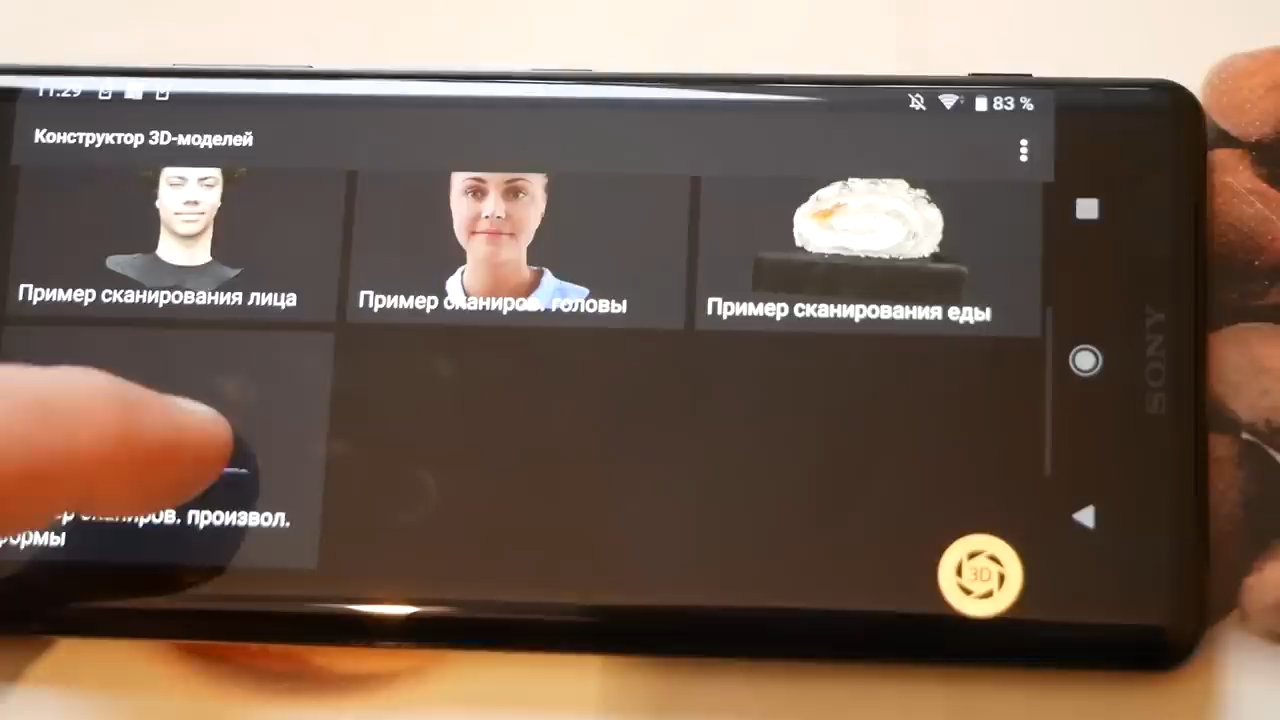 11:29
83 %
Конструктор 3D-моделей
Пример сканирования лица
Пример сканиров. головы
Пример сканирования еды
сканиров. произвол.
формы
3D
SONY